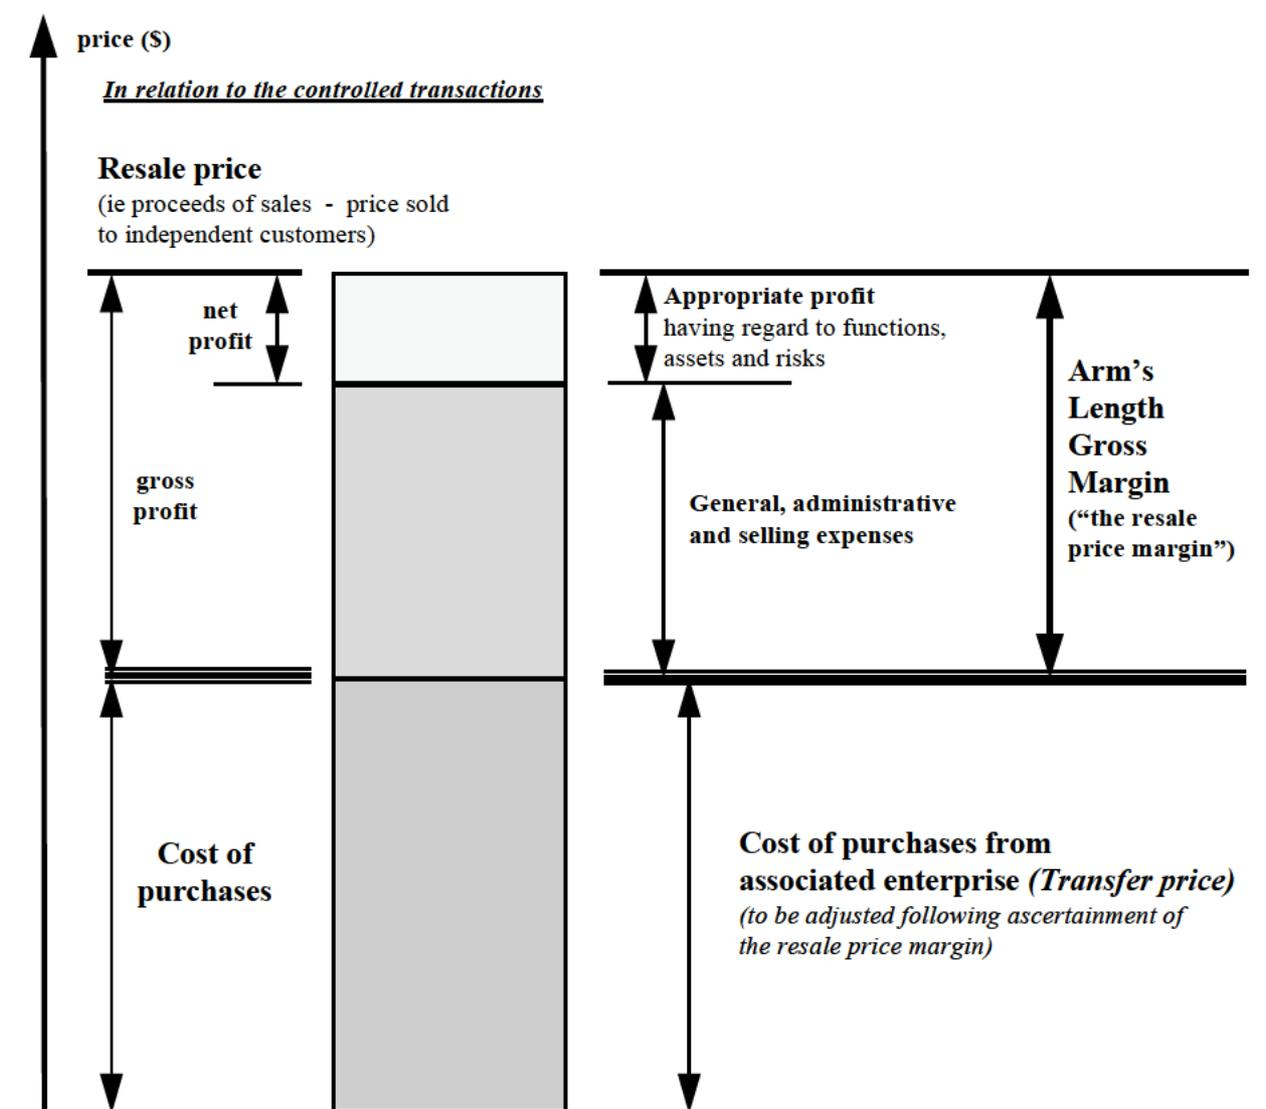 price ($)
In relation to the controlled transactions
Resale price
(ie proceeds of sales - price sold
to independent customers)
net
profit
Appropriate profit
having regard to functions,
assets and risks
Arm’s
Length
Gross
Margin
(“the resale
price margin”)
gross
profit
General, administrative
and selling expenses
Cost of
purchases
Cost of purchases from
associated enterprise (Transfer price)
(to be adjusted following ascertainment of
the resale price margin)